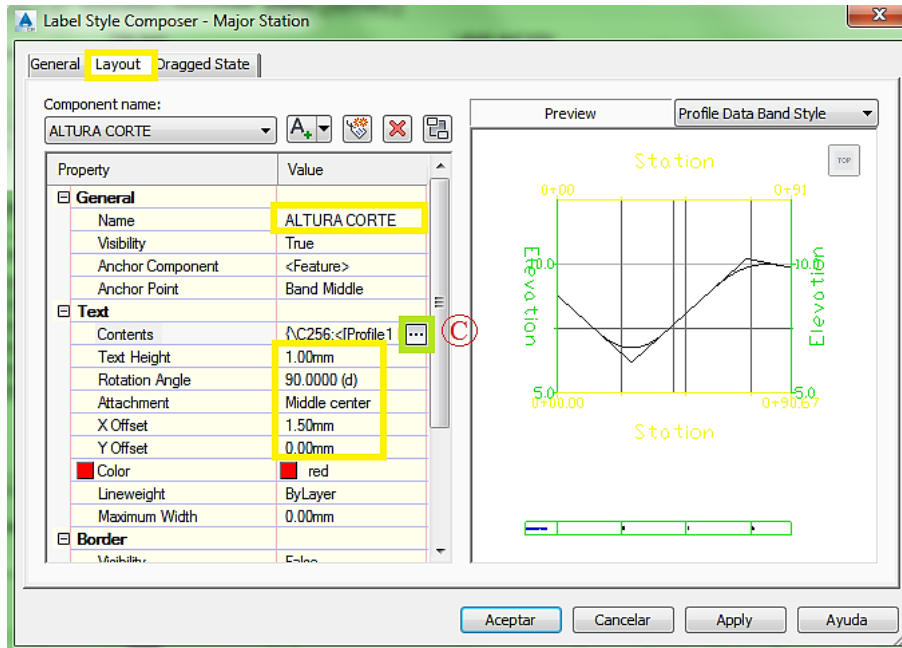 Label Style Composer - Major Station
General Layout Dragged State
Component name:
ALTURA CORTE
Property Value
General
Name ALTURA CORTE
Visibility True
Anchor Component <Feature>
Anchor Point Band Middle
Text
Contents {\C256;<[Profile1 ... C
Text Height 1.00mm
Rotation Angle 90.0000 (d)
Attachment Middle center
X Offset 1.50mm
Y Offset 0.00mm
Color red
Lineweight ByLayer
Maximum Width 0.00mm
Border
Visibility False
Preview Profile Data Band Style
TOP
Station
0+00 0+91
Elevation
10.0 10.0
Elevation
5.0 5.0
0+00.00 0+90.67
Station
Aceptar Cancelar Apply Ayuda